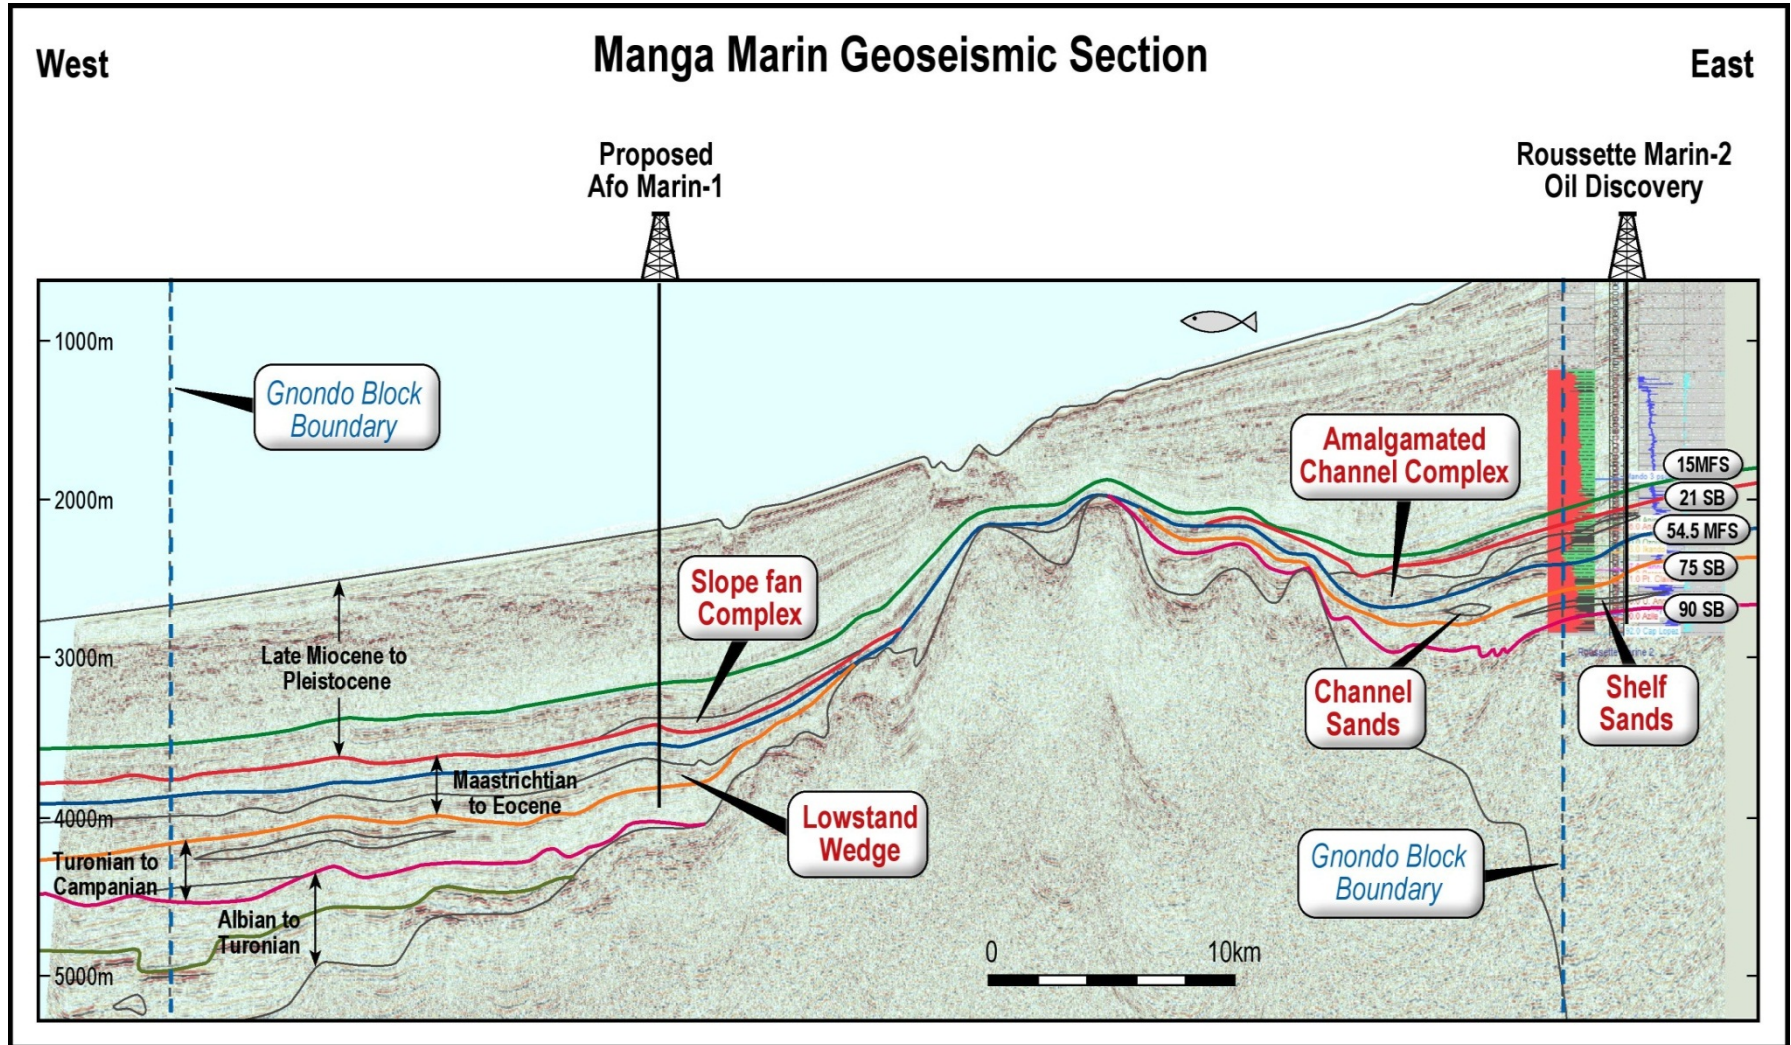 Manga Marin Geoseismic Section
West
East
Proposed
Afo Marin-1
Roussette Marin-2
Oil Discovery
1000m
2000m
3000m
4000m
5000m
Gnondo Block
Boundary
Late Miocene to
Pleistocene
Maastrichtian
to Eocene
Turonian to
Campanian
Albian to
Turonian
Slope fan
Complex
Lowstand
Wedge
Amalgamated
Channel Complex
Channel
Sands
Shelf
Sands
15MFS
21 SB
54.5 MFS
75 SB
90 SB
Gnondo Block
Boundary
0
10km